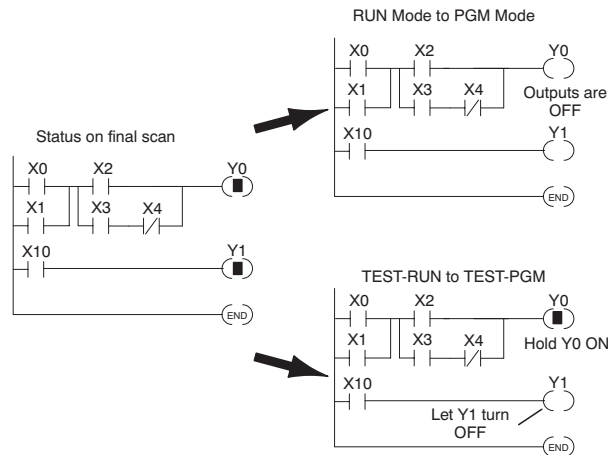 Status on final scan
X0 X2 Y0
X1 X3 X4
X10 Y1
END
RUN Mode to PGM Mode
X0 X2 Y0
X1 X3 X4 Outputs are
OFF
X10 Y1
END
TEST-RUN to TEST-PGM
X0 X2 Y0
X1 X3 X4 Hold Y0 ON
X10 Y1
Let Y1 turn
OFF
END